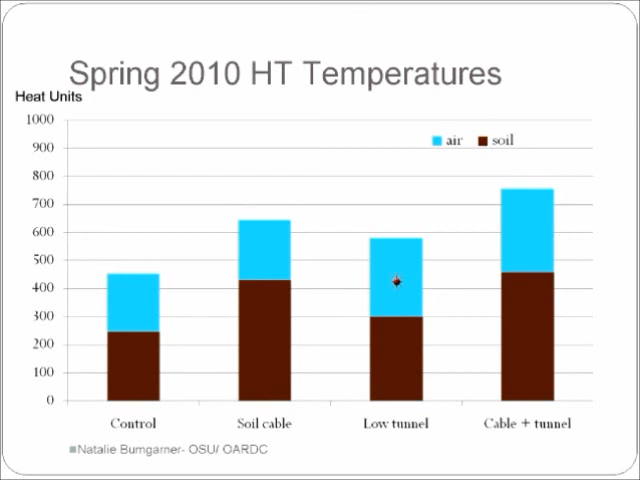 Spring 2010 HT Temperatures
Heat Units
1000
900
800
700
600
500
400
300
200
100
0
air soil
Control Soil cable Low tunnel Cable + tunnel
Natalie Bumgarner- OSU/ OARDC